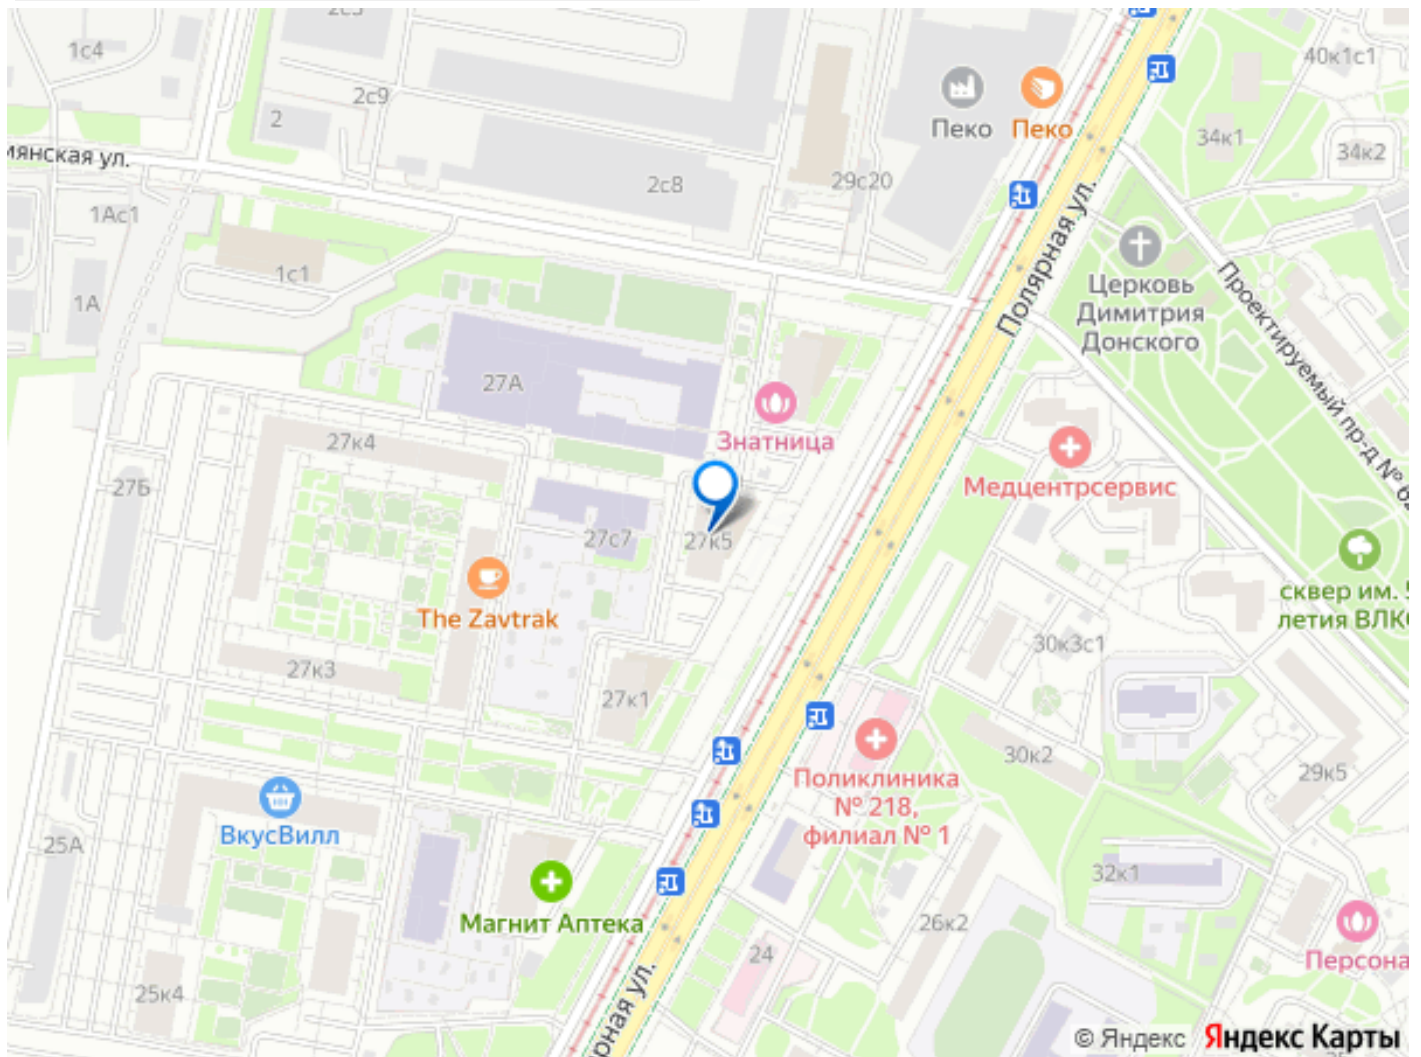 1с4
2с9
2
Пеко
Пеко
40к1с1
34к1
34к2
мянская ул.
2с8
29с20
1Ас1
Полярная ул.
1с1
1А
Церковь
Димитрия
Донского
Проектируемый пр-д №
27А
27к4
Знатница
Медцентрсервис
27Б
27с7
27к5
The Zavtrak
сквер им.
летия ВЛК
30к3с1
27к3
27к1
30к2
29к5
Поликлиника
№ 218,
филиал № 1
ВкусВилл
25А
32к1
Магнит Аптека
26к2
24
Персона
25к4
рная ул.
© Яндекс Яндекс Карты